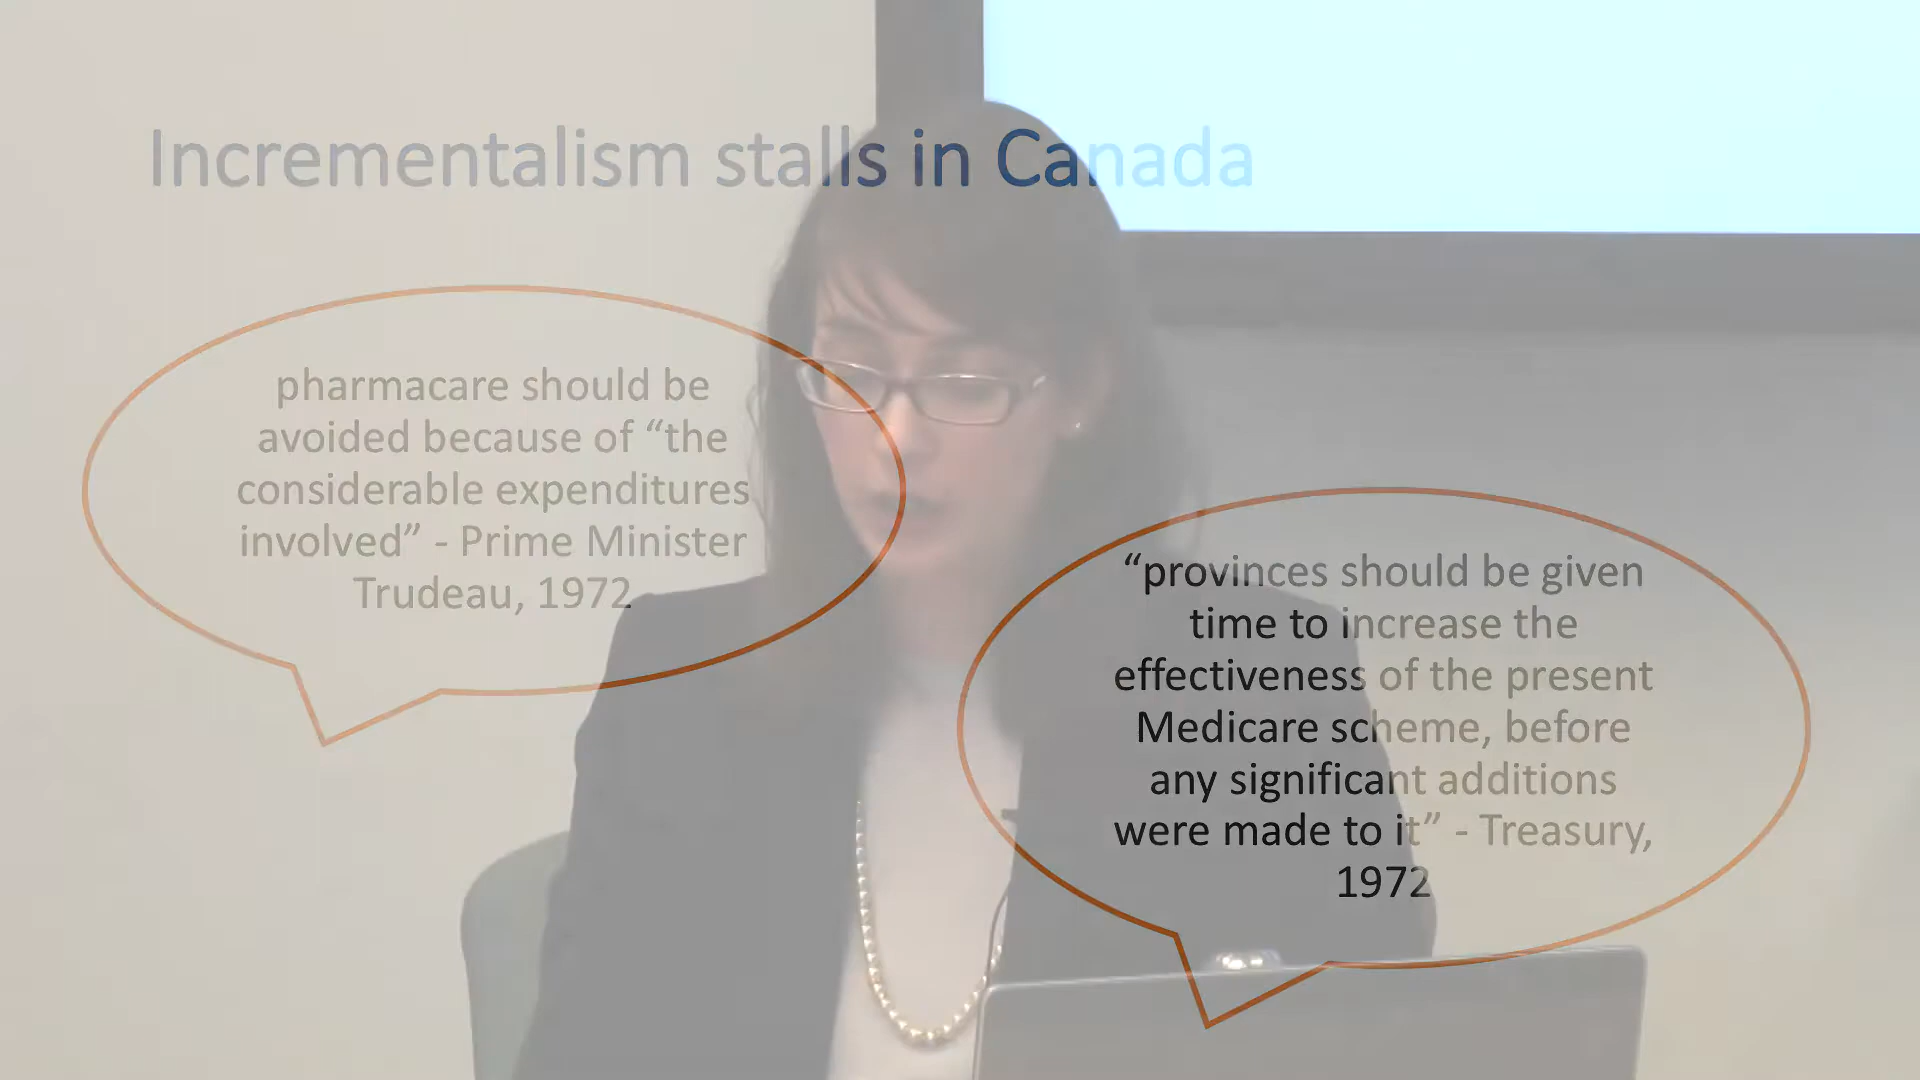 Incrementalism stalls in Canada
pharmacare should be
avoided because of “the
considerable expenditures
involved” - Prime Minister
Trudeau, 1972
“provinces should be given
time to increase the
effectiveness of the present
Medicare scheme, before
any significant additions
were made to it” - Treasury,
1972